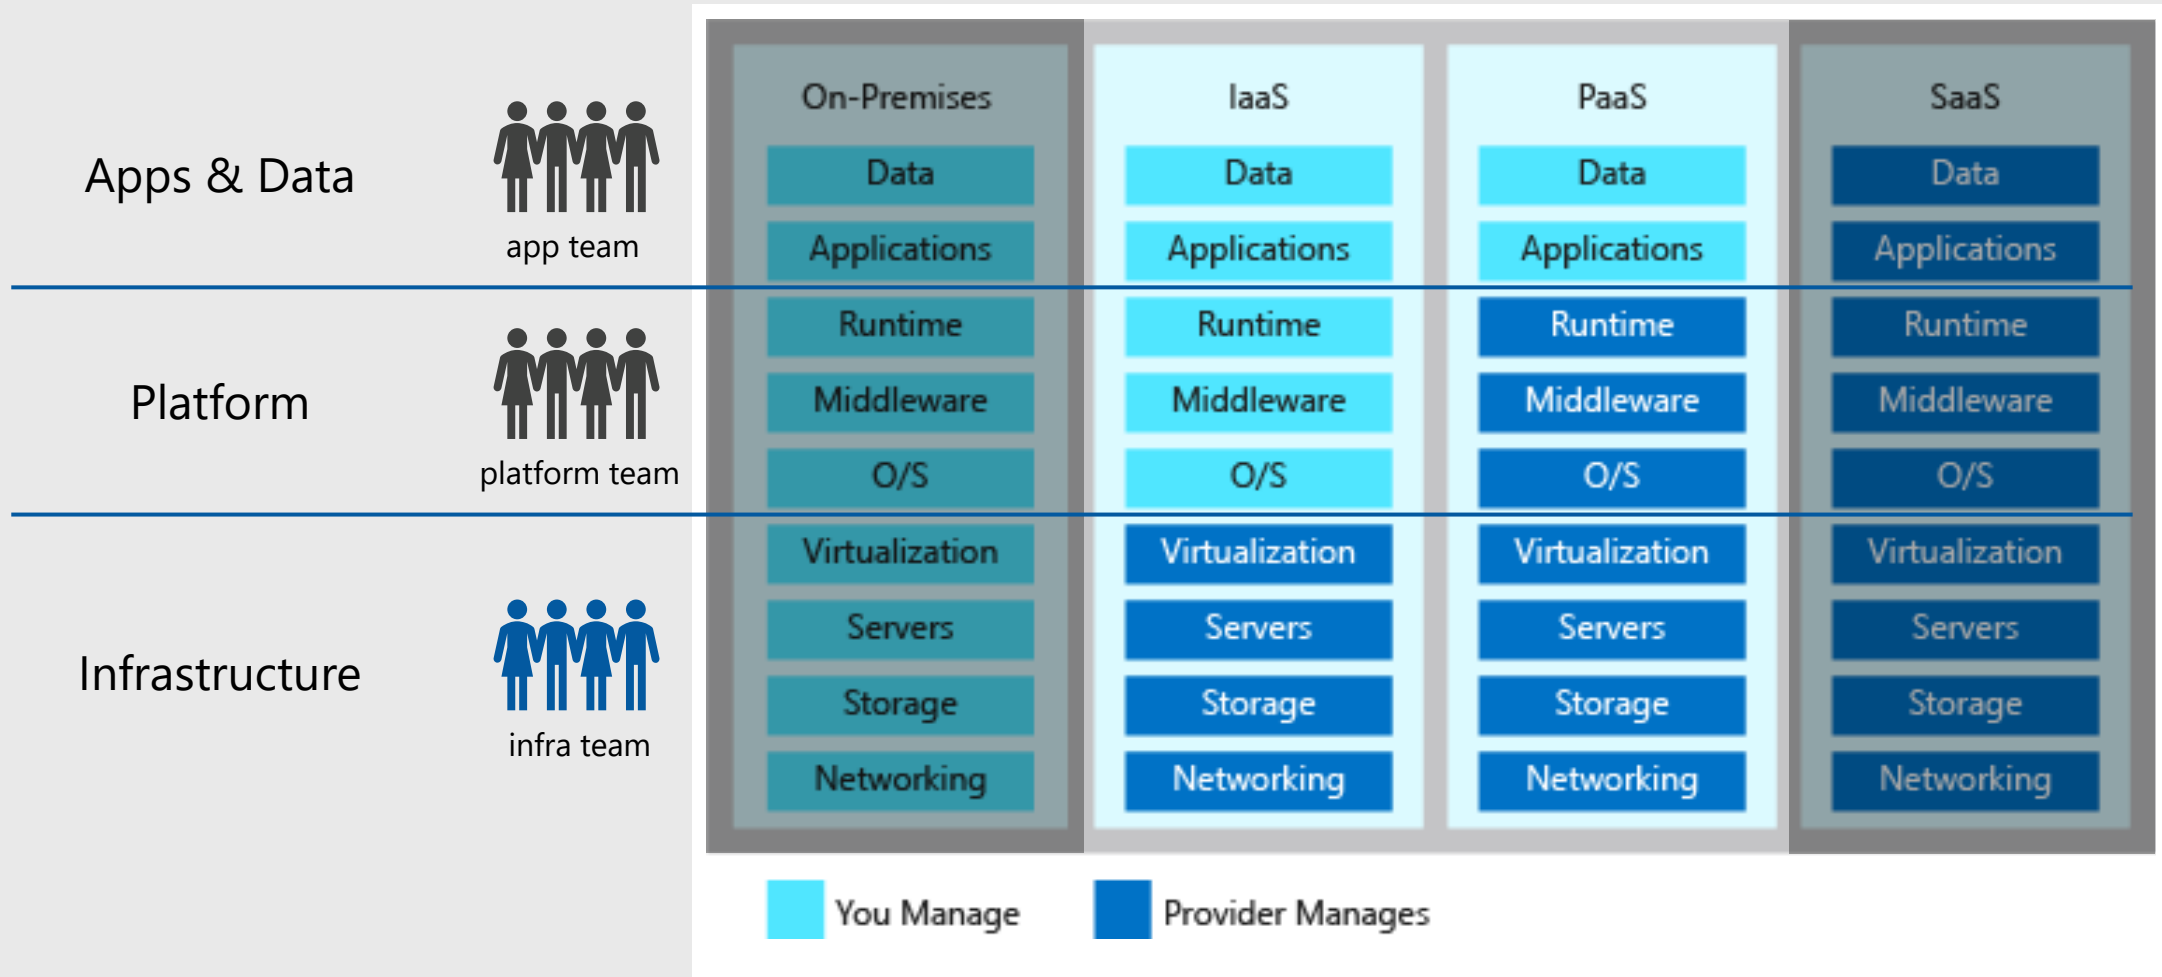 On-Premises IaaS PaaS SaaS
Apps & Data
app team
Data Data Data Data
Applications Applications Applications Applications
Platform
platform team
Runtime Runtime Runtime Runtime
Middleware Middleware Middleware Middleware
O/S O/S O/S O/S
Infrastructure
infra team
Virtualization Virtualization Virtualization Virtualization
Servers Servers Servers Servers
Storage Storage Storage Storage
Networking Networking Networking Networking
You Manage Provider Manages